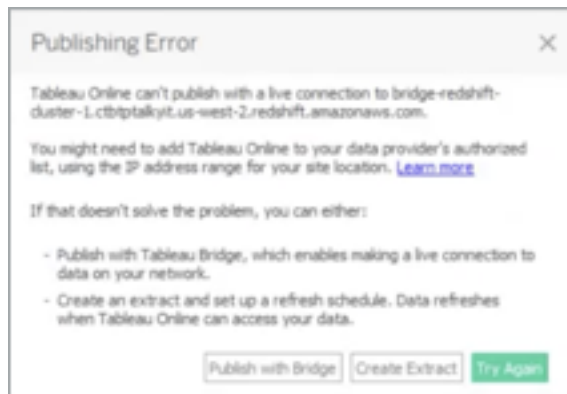 Publishing Error
Tableau Online can't publish with a live connection to bridge-redshift-
cluster-1.ctbtptalkyit.us-west-2.redshift.amazonaws.com.
You might need to add Tableau Online to your data provider's authorized
list, using the IP address range for your site location. Learn more
If that doesn't solve the problem, you can either:
- Publish with Tableau Bridge, which enables making a live connection to
data on your network.
- Create an extract and set up a refresh schedule. Data refreshes
when Tableau Online can access your data.
Publish with Bridge Create Extract Try Again